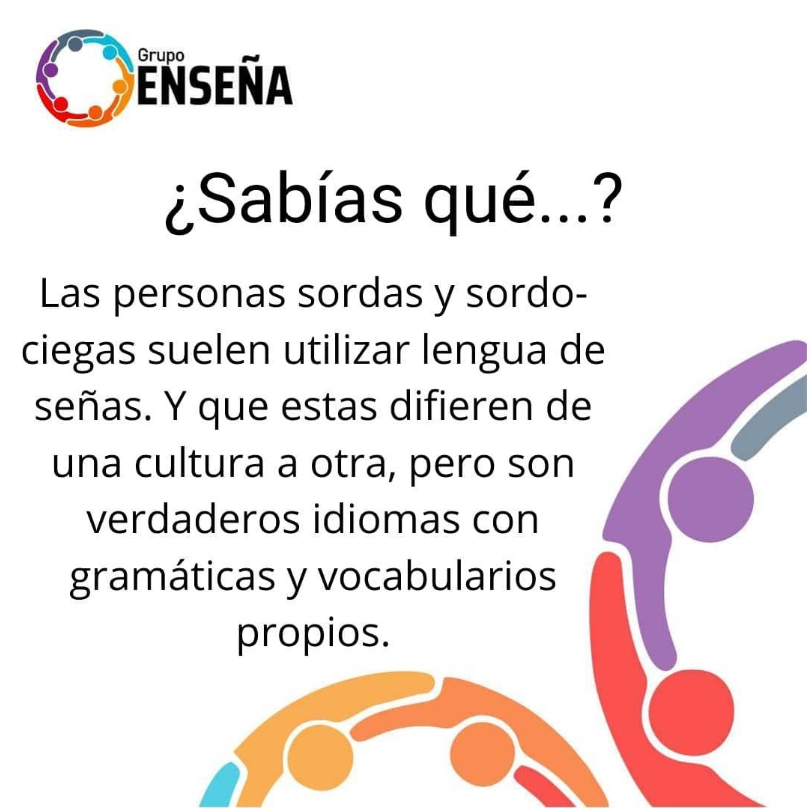 Grupo
ENSEÑA
¿Sabías qué...?
Las personas sordas y sordo-
ciegas suelen utilizar lengua de
señas. Y que estas difieren de
una cultura a otra, pero son
verdaderos idiomas con
gramáticas y vocabularios
propios.